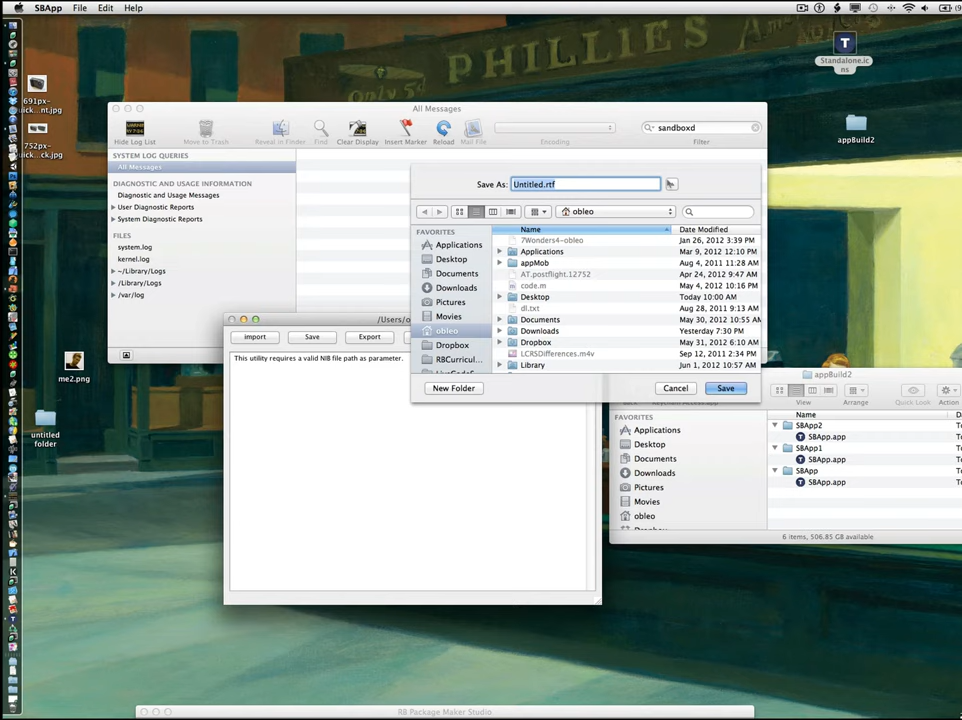 SBApp File Edit Help
PHILLIES
Only 5¢
691px-
...nt.jpg
752px-
...ck.jpg
me2.png
untitled
folder
Standalone.ic
ns
appBuild2
All Messages
Hide Log List Move to Trash Reveal in Finder Find Clear Display Insert Marker Reload Mail File Encoding Filter
sandboxd
SYSTEM LOG QUERIES
All Messages
DIAGNOSTIC AND USAGE INFORMATION
Diagnostic and Usage Messages
User Diagnostic Reports
System Diagnostic Reports
FILES
system.log
kernel.log
~/Library/Logs
/Library/Logs
/var/log
Save As: Untitled.rtf
obleo
FAVORITES
Applications
Desktop
Documents
Downloads
Pictures
Movies
obleo
Dropbox
RBCurricul...
Name Date Modified
7Wonders4-obleo Jan 26, 2012 3:39 PM
Applications Mar 9, 2012 12:10 PM
appMob Aug 4, 2011 11:28 AM
AT.postflight.12752 Apr 24, 2012 9:47 AM
code.m May 4, 2012 10:16 PM
Desktop Today 10:00 AM
dl.txt Aug 28, 2011 9:13 AM
Documents May 30, 2012 10:55 AM
Downloads Yesterday 7:30 PM
Dropbox May 31, 2012 6:10 AM
LCRSDifferences.m4v Sep 12, 2011 2:34 PM
Library Jun 1, 2012 10:57 AM
New Folder Cancel Save
import Save Export
This utility requires a valid NIB file path as parameter.
appBuild2
View Arrange Quick Look Action
FAVORITES
Applications
Desktop
Documents
Downloads
Pictures
Movies
obleo
Name
SBApp2
SBApp.app
SBApp1
SBApp.app
SBApp
SBApp.app
6 items, 506.85 GB available
RB Package Maker Studio